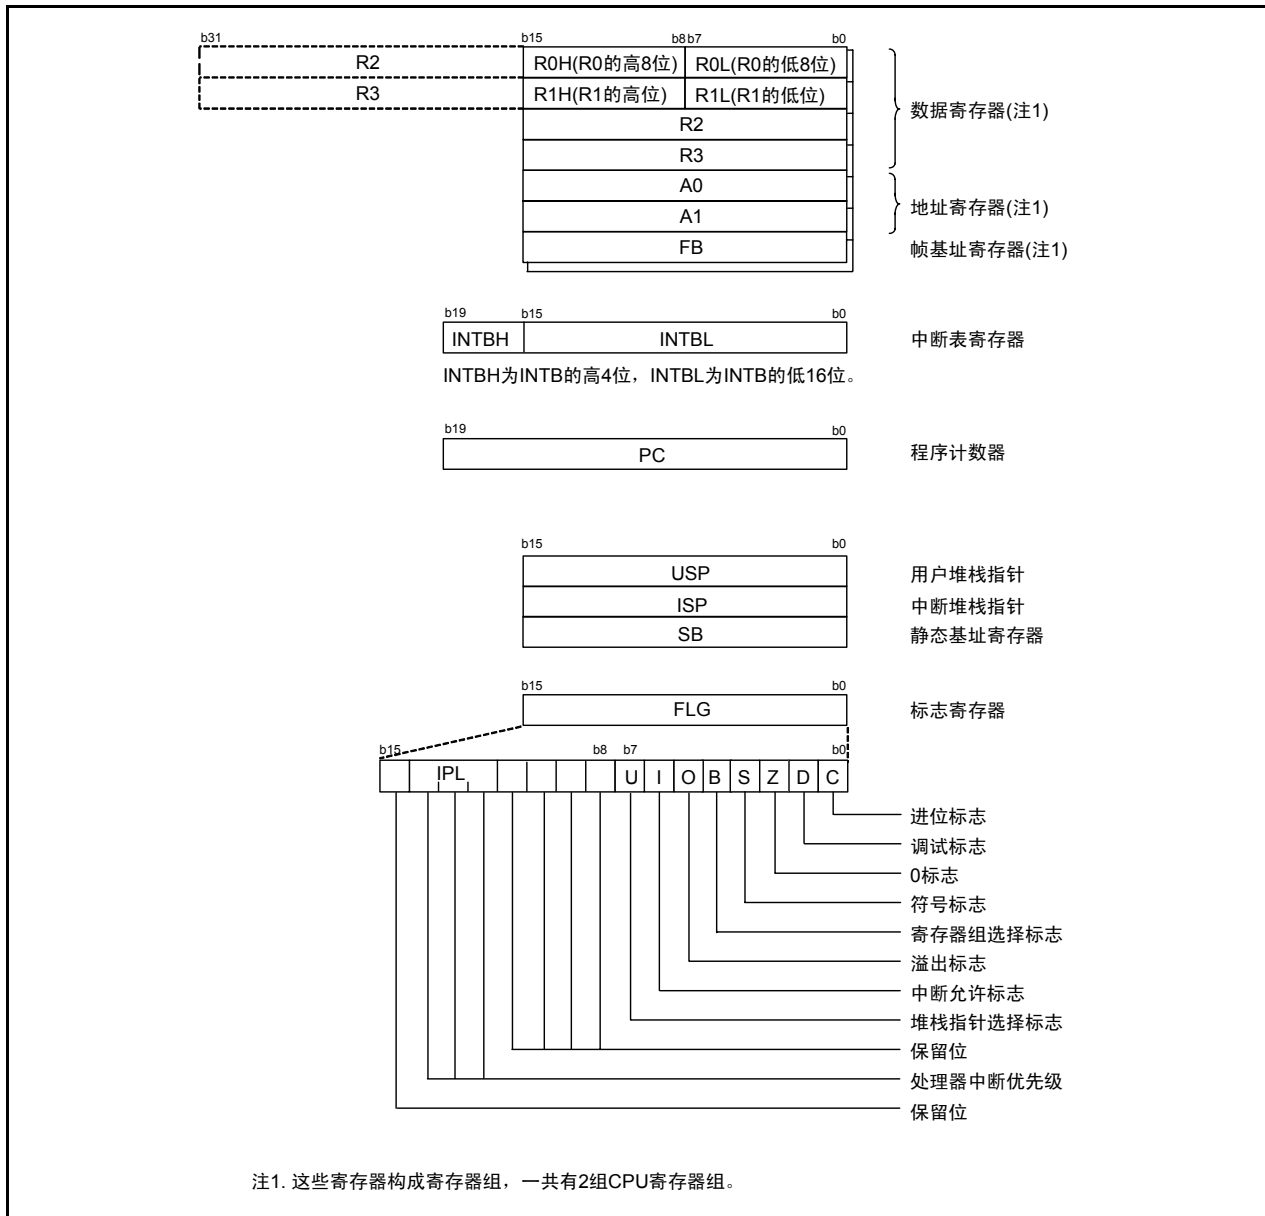 b31 b15 b8 b7 b0
R2 R0H(R0的高8位) R0L(R0的低8位)
R3 R1H(R1的高位) R1L(R1的低位)
数据寄存器(注1)
R2
R3
A0
A1
地址寄存器(注1)
FB 帧基址寄存器(注1)
b19 b15 b0
INTBH INTBL 中断表寄存器
INTBH为INTB的高4位，INTBL为INTB的低16位。
b19 b0
PC 程序计数器
b15 b0
USP 用户堆栈指针
ISP 中断堆栈指针
SB 静态基址寄存器
b15 b0
FLG 标志寄存器
b15 b8 b7 b0
IPL U I O B S Z D C
进位标志
调试标志
0标志
符号标志
寄存器组选择标志
溢出标志
中断允许标志
堆栈指针选择标志
保留位
处理器中断优先级
保留位
注1. 这些寄存器构成寄存器组，一共有2组CPU寄存器组。